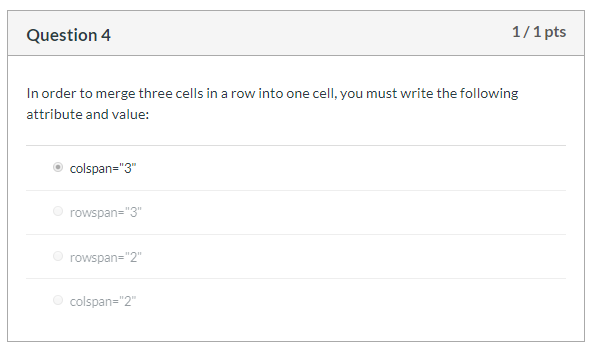 Question 4
1 / 1 pts
In order to merge three cells in a row into one cell, you must write the following
attribute and value:
colspan="3"
rowspan="3"
rowspan="2"
colspan="2"